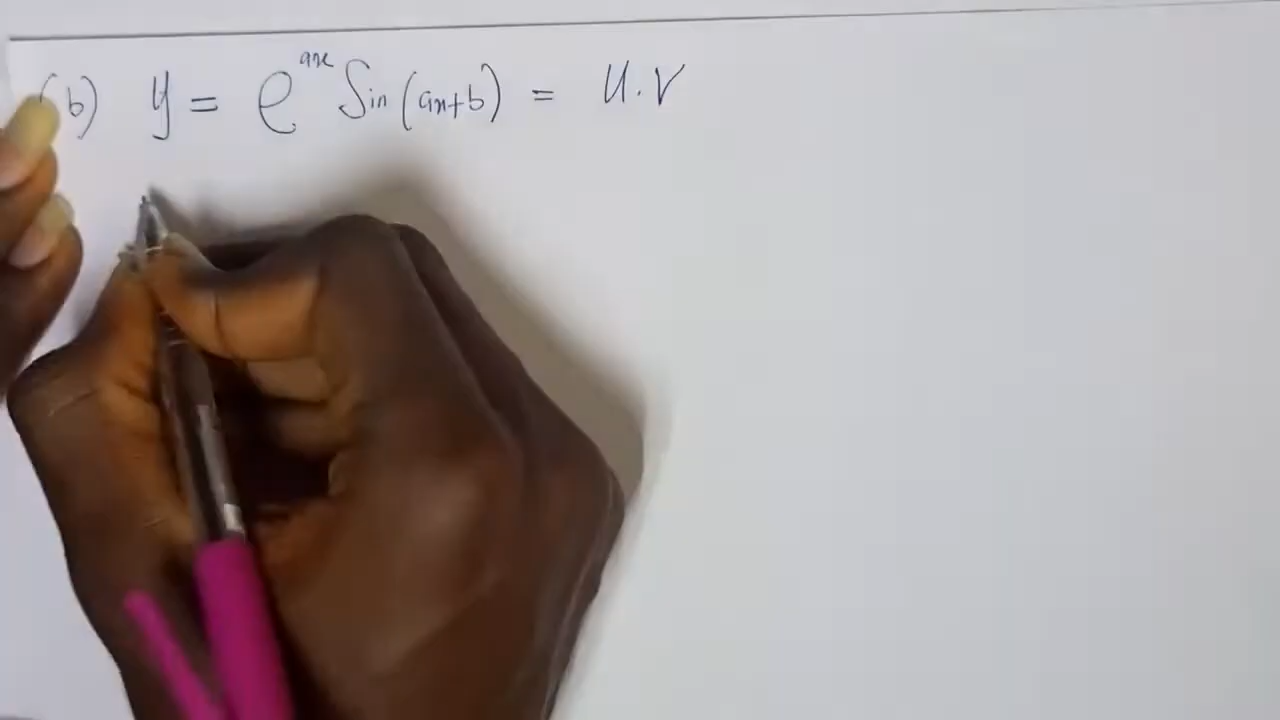 (b) y = e^{ax} Sin (ax+b) = u.v